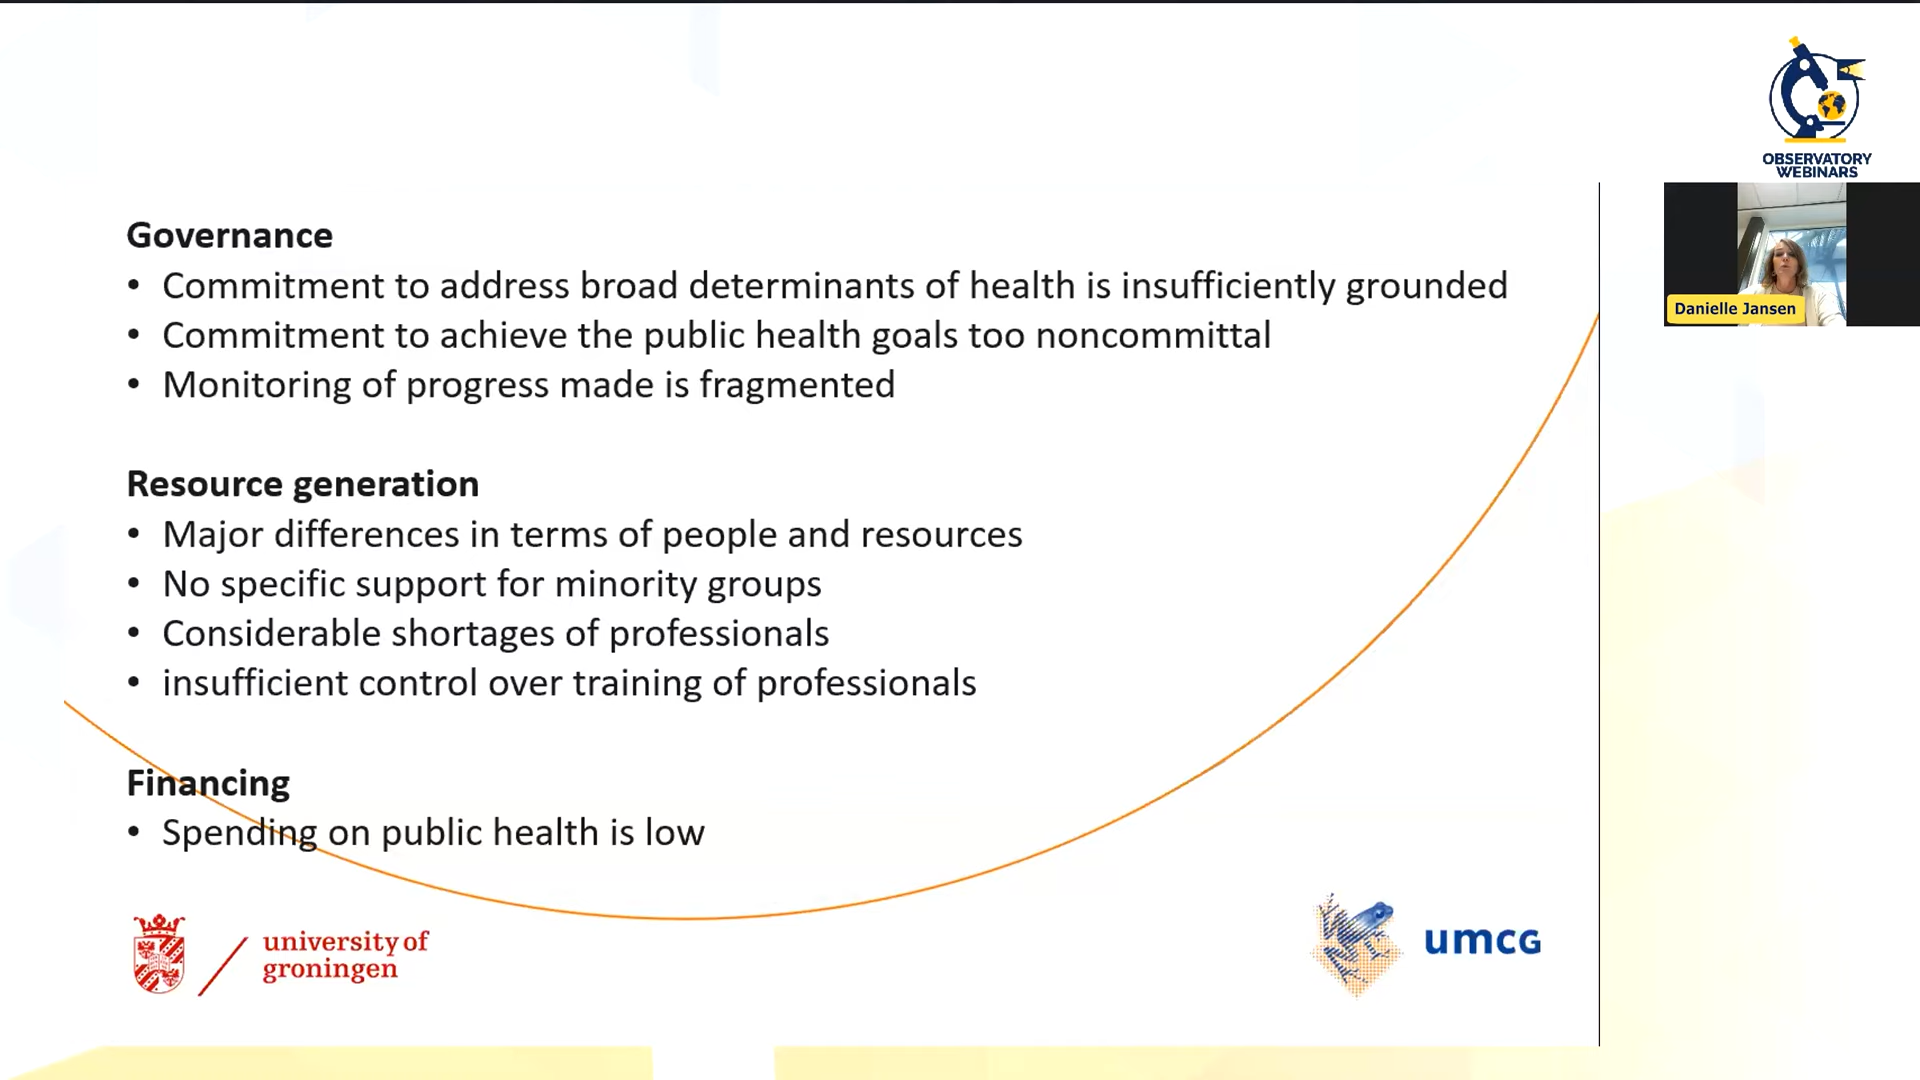 OBSERVATORY
WEBINARS
Danielle Jansen
Governance
• Commitment to address broad determinants of health is insufficiently grounded
• Commitment to achieve the public health goals too noncommittal
• Monitoring of progress made is fragmented
Resource generation
• Major differences in terms of people and resources
• No specific support for minority groups
• Considerable shortages of professionals
• insufficient control over training of professionals
Financing
• Spending on public health is low
university of
groningen
umcg